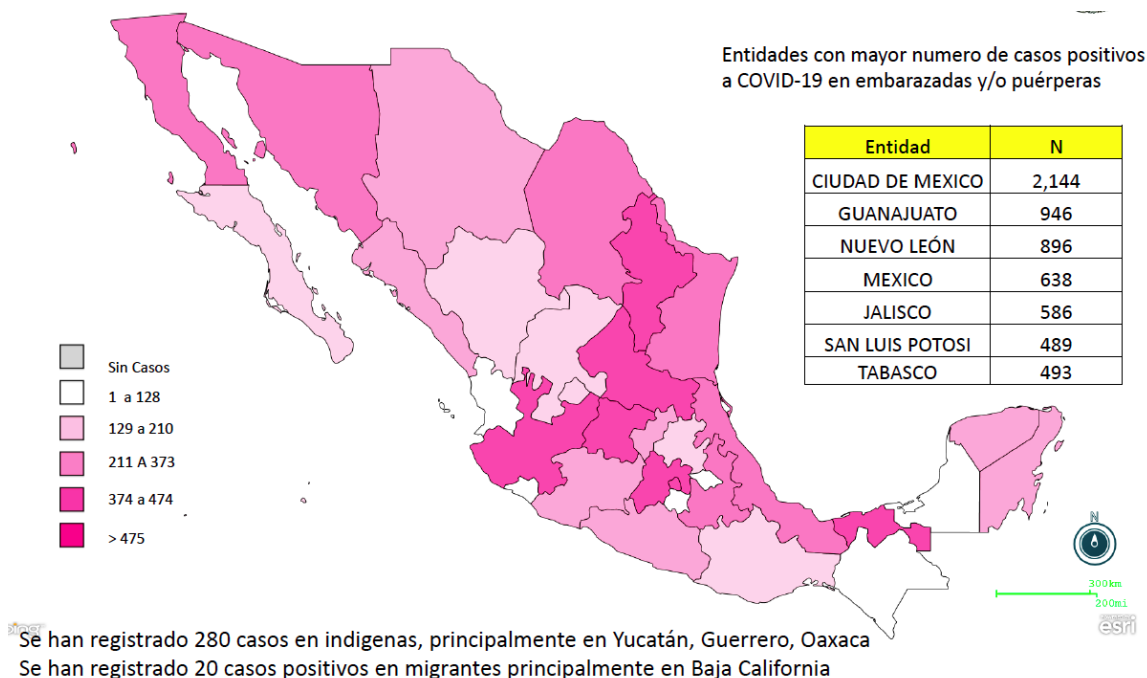 Entidades con mayor numero de casos positivos
a COVID-19 en embarazadas y/o puérperas
Entidad N
CIUDAD DE MEXICO 2,144
GUANAJUATO 946
NUEVO LEÓN 896
MEXICO 638
JALISCO 586
SAN LUIS POTOSI 489
TABASCO 493
Sin Casos
1 a 128
129 a 210
211 A 373
374 a 474
> 475
N
300km
200mi
esri
Se han registrado 280 casos en indigenas, principalmente en Yucatán, Guerrero, Oaxaca
Se han registrado 20 casos positivos en migrantes principalmente en Baja California